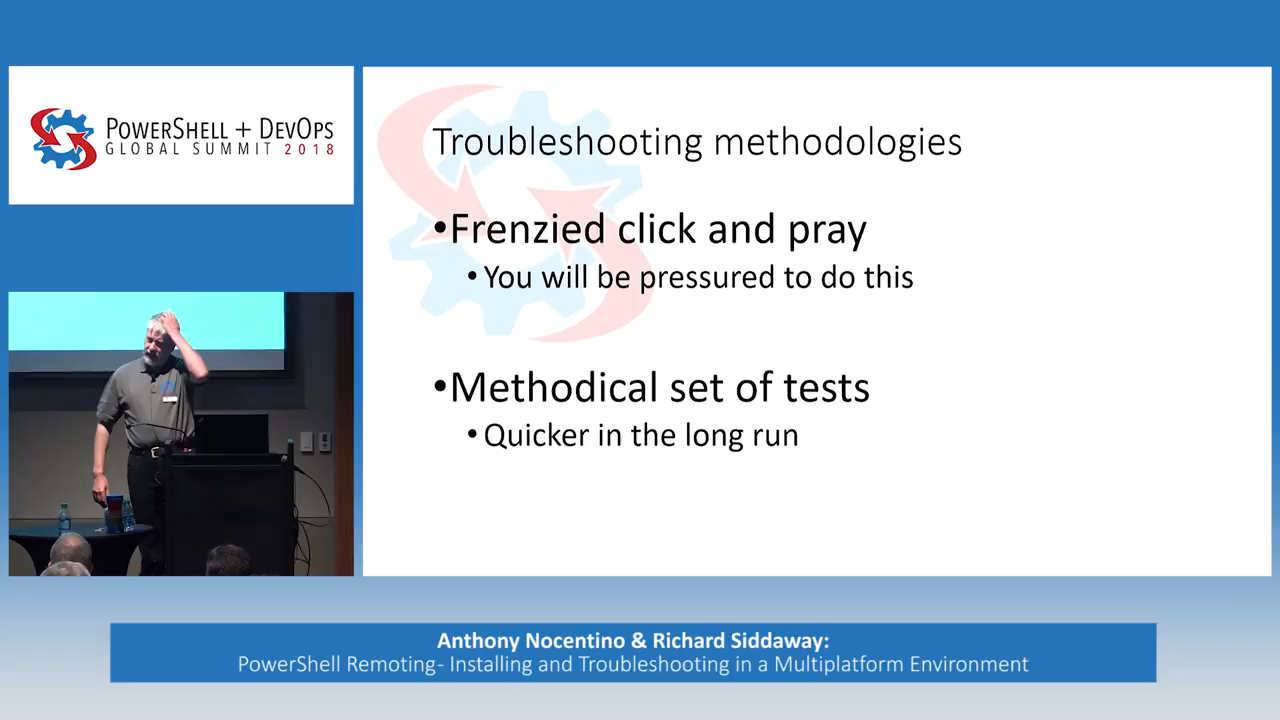 POWERSHELL + DEVOPS
GLOBAL SUMMIT 2018
Troubleshooting methodologies
•Frenzied click and pray
•You will be pressured to do this
•Methodical set of tests
•Quicker in the long run
Anthony Nocentino & Richard Siddaway:
PowerShell Remoting- Installing and Troubleshooting in a Multiplatform Environment